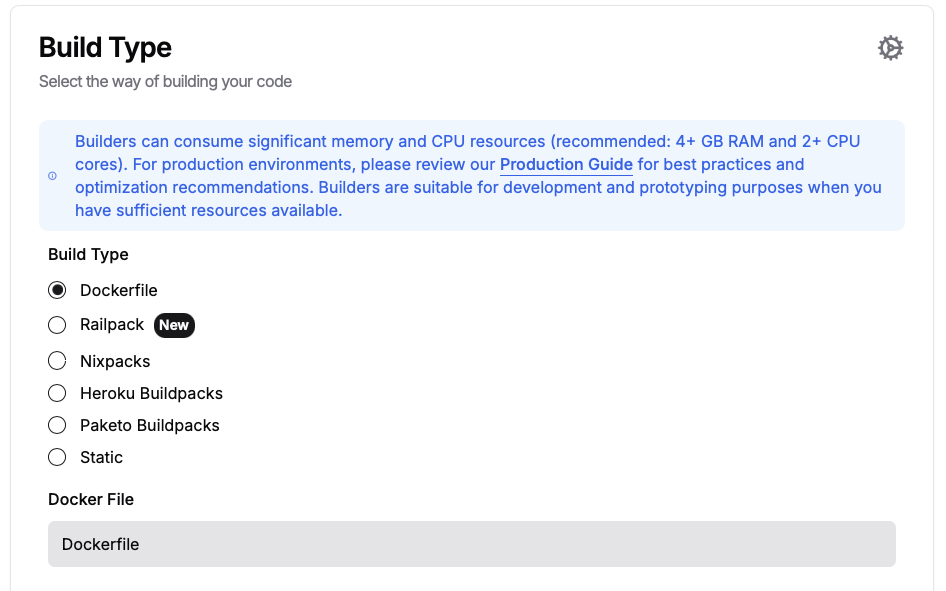 Build Type
Select the way of building your code
Builders can consume significant memory and CPU resources (recommended: 4+ GB RAM and 2+ CPU
cores). For production environments, please review our Production Guide for best practices and
optimization recommendations. Builders are suitable for development and prototyping purposes when you
have sufficient resources available.
Build Type
Dockerfile
Railpack New
Nixpacks
Heroku Buildpacks
Paketo Buildpacks
Static
Docker File
Dockerfile